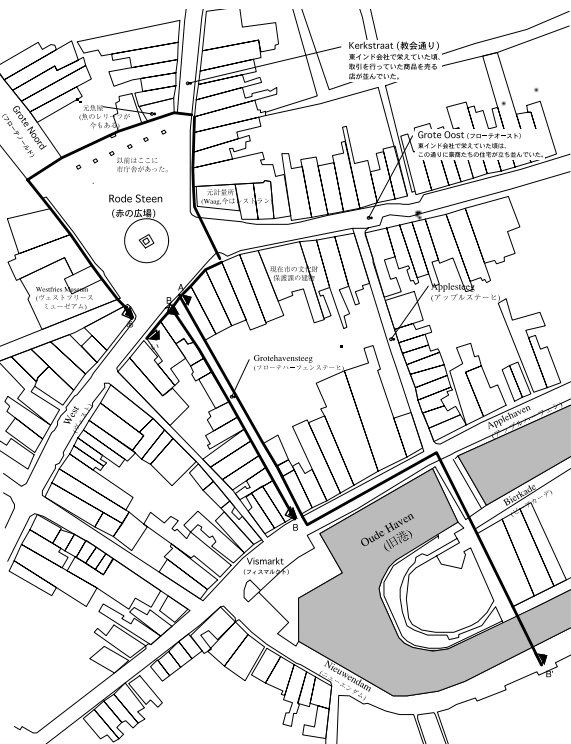 Kerkstraat (教会通り)
東インド会社で栄えていた頃、
取引を行っていた商品を売る
店が並んでいた。
元魚屋
(魚のレリーフが
今もある)
Grote Noord
(フローテノールド)
Grote Oost (フローテオースト)
東インド会社で栄えていた頃は、
この通りに豪商たちの住宅が立ち並んでいた。
以前はここに
市庁舎があった。
Rode Steen
(赤の広場)
元計量所
(Waag,今はレストラン)
現在市の文化財
保護課の建物
Westfries Museum
(ヴェストフリース
ミューゼアム)
A
B
Applesteeg
(アップルステーヒ)
Grotehavensteeg
(フローテハーフェンステーヒ)
West
Applehaven
Bierkade
Oude Haven
(旧港)
B
Vismarkt
(フィスマルクト)
Nieuwendam
(ニューエンダム)
B'